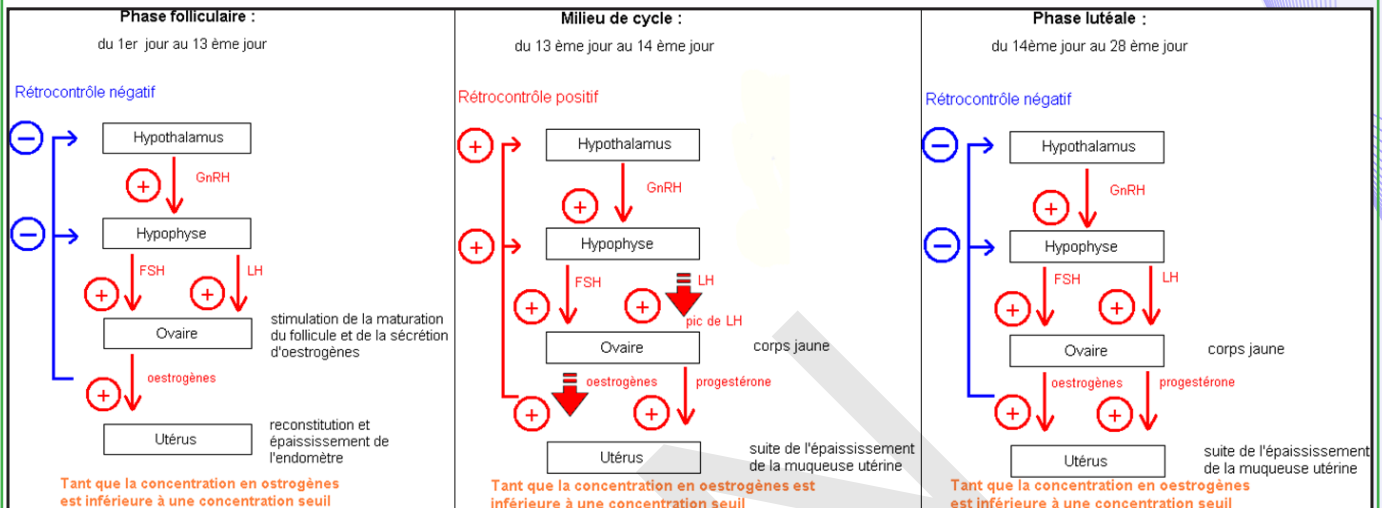 Phase folliculaire :
du 1er jour au 13 ème jour
Rétrocontrôle négatif
Hypothalamus
GnRH
Hypophyse
FSH
LH
Ovaire
stimulation de la maturation
du follicule et de la sécrétion
d'oestrogènes
oestrogènes
Utérus
reconstitution et
épaississement de
l'endomètre
Tant que la concentration en ostrogènes
est inférieure à une concentration seuil
Milieu de cycle :
du 13 ème jour au 14 ème jour
Rétrocontrôle positif
Hypothalamus
GnRH
Hypophyse
FSH
LH
pic de LH
Ovaire
corps jaune
oestrogènes
progestérone
Utérus
suite de l'épaississement
de la muqueuse utérine
Tant que la concentration en oestrogènes est
inférieure à une concentration seuil
Phase lutéale :
du 14ème jour au 28 ème jour
Rétrocontrôle négatif
Hypothalamus
GnRH
Hypophyse
FSH
LH
Ovaire
corps jaune
oestrogènes
progestérone
Utérus
suite de l'épaississement
de la muqueuse utérine
Tant que la concentration en oestrogènes
est inférieure à une concentration seuil